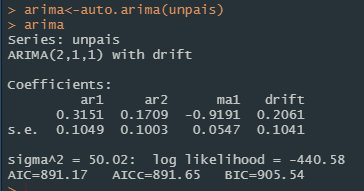 > arima<-auto.arima(unpais)
> arima
Series: unpais
ARIMA(2,1,1) with drift
Coefficients:
ar1 ar2 ma1 drift
0.3151 0.1709 -0.9191 0.2061
s.e. 0.1049 0.1003 0.0547 0.1041
sigma^2 = 50.02: log likelihood = -440.58
AIC=891.17 AICc=891.65 BIC=905.54
>